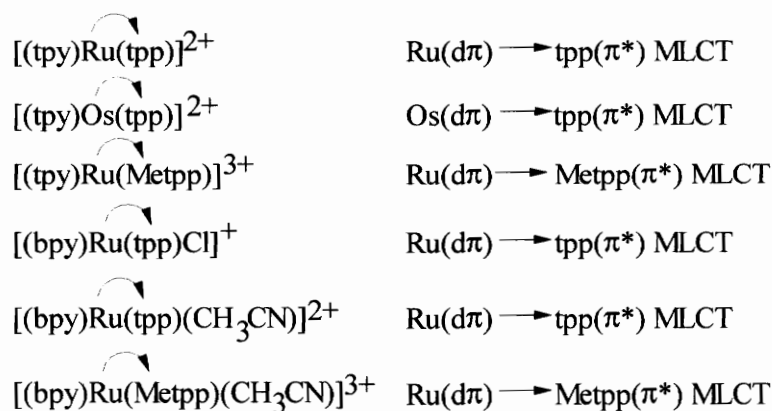 [(tpy)Ru(tpp)]2+ Ru(dπ) → tpp(π*) MLCT
[(tpy)Os(tpp)]2+ Os(dπ) → tpp(π*) MLCT
[(tpy)Ru(Metpp)]3+ Ru(dπ) → Metpp(π*) MLCT
[(bpy)Ru(tpp)Cl]+ Ru(dπ) → tpp(π*) MLCT
[(bpy)Ru(tpp)(CH3CN)]2+ Ru(dπ) → tpp(π*) MLCT
[(bpy)Ru(Metpp)(CH3CN)]3+ Ru(dπ) → Metpp(π*) MLCT